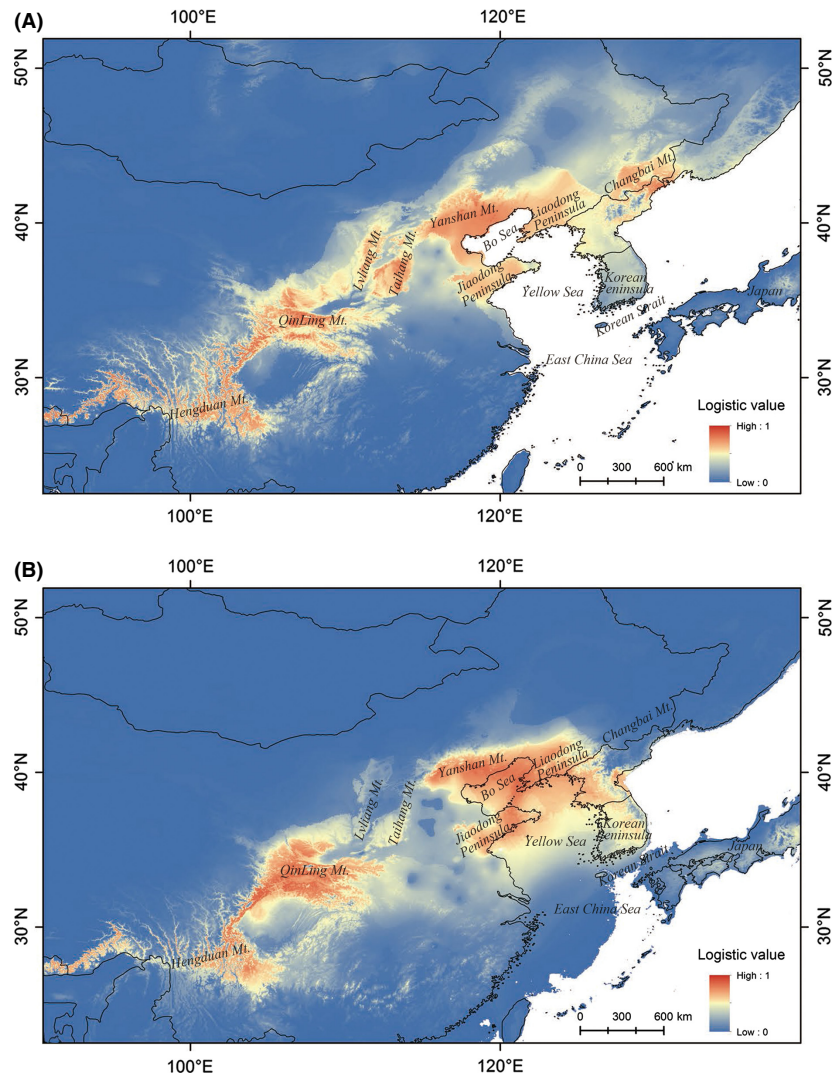 (A)
100°E
120°E
50°N
50°N
40°N
40°N
30°N
30°N
Changbai Mt.
Yanshan Mt.
Liaodong
Peninsula
Bo Sea
Lvliang Mt.
Taihang Mt.
Jiaodong
Peninsula
Yellow Sea
Korean
Peninsula
Japan
Korean Strait
QinLing Mt.
East China Sea
Hengduan Mt.
Logistic value
High : 1
Low : 0
0 300 600 km
100°E
120°E
(B)
100°E
120°E
50°N
50°N
40°N
40°N
30°N
30°N
Changbai Mt.
Yanshan Mt.
Liaodong
Peninsula
Bo Sea
Lvliang Mt.
Taihang Mt.
Jiaodong
Peninsula
Yellow Sea
Korean
Peninsula
Japan
Korean Strait
QinLing Mt.
East China Sea
Hengduan Mt.
Logistic value
High : 1
Low : 0
0 300 600 km
100°E
120°E